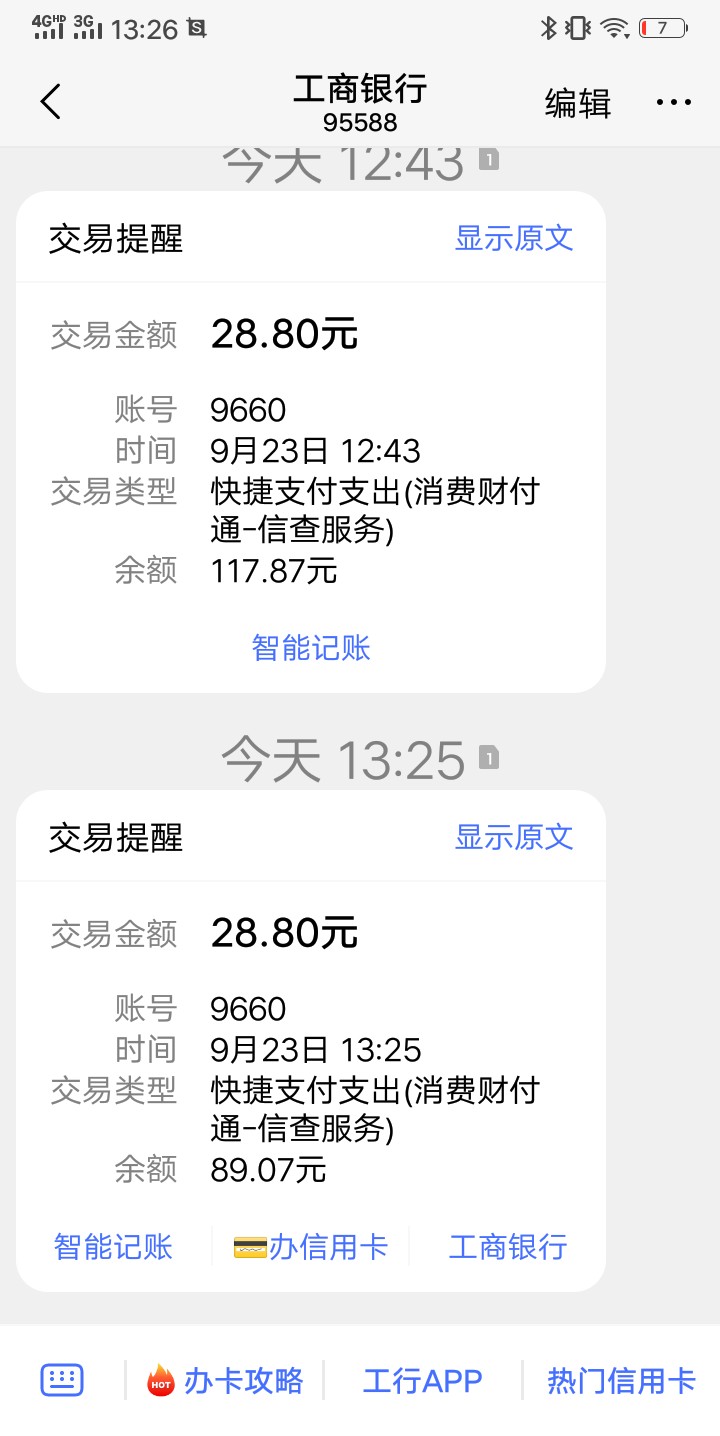 4GHD 3G 13:26 7
工商银行
95588
编辑
今天 12:43 1
交易提醒 显示原文
交易金额 28.80元
账号 9660
时间 9月23日 12:43
交易类型 快捷支付支出(消费财付
通-信查服务)
余额 117.87元
智能记账
今天 13:25 1
交易提醒 显示原文
交易金额 28.80元
账号 9660
时间 9月23日 13:25
交易类型 快捷支付支出(消费财付
通-信查服务)
余额 89.07元
智能记账 办信用卡 工商银行
HOT 办卡攻略 工行APP 热门信用卡